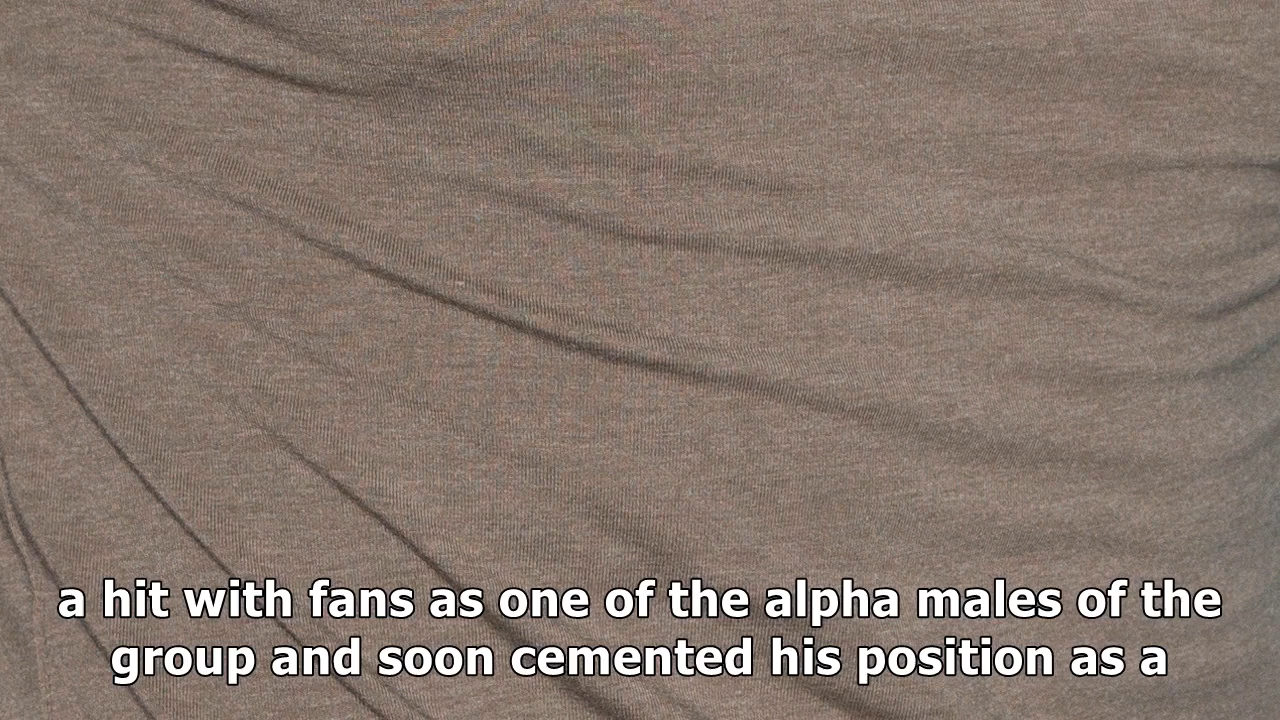 a hit with fans as one of the alpha males of the
group and soon cemented his position as a